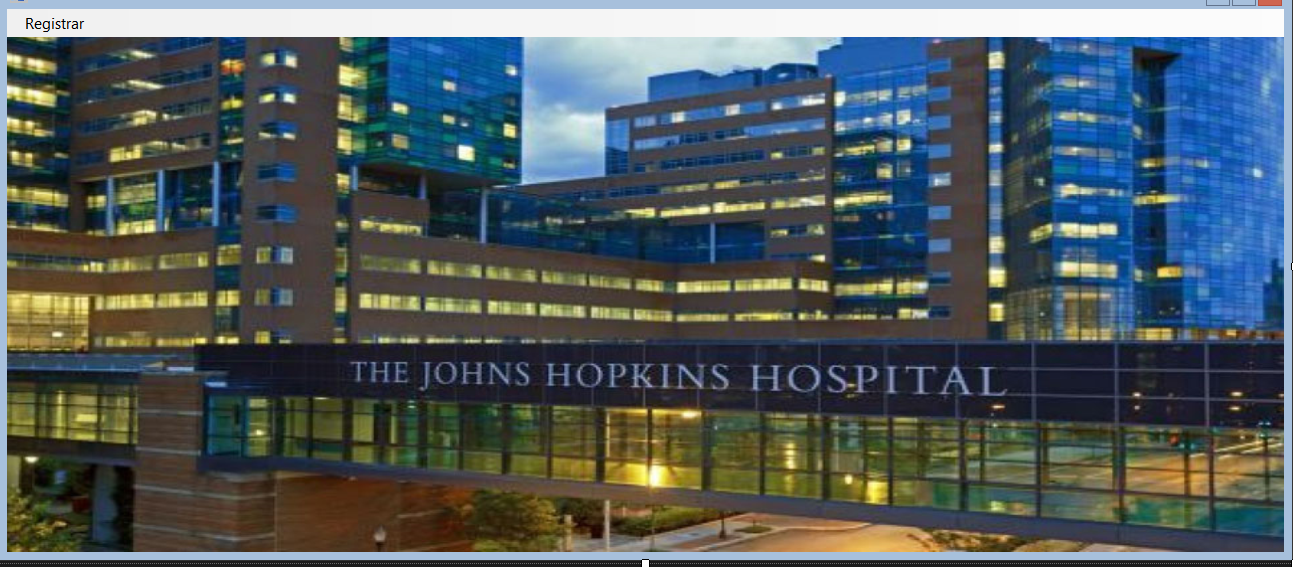 Registrar
THE JOHNS HOPKINS HOSPITAL